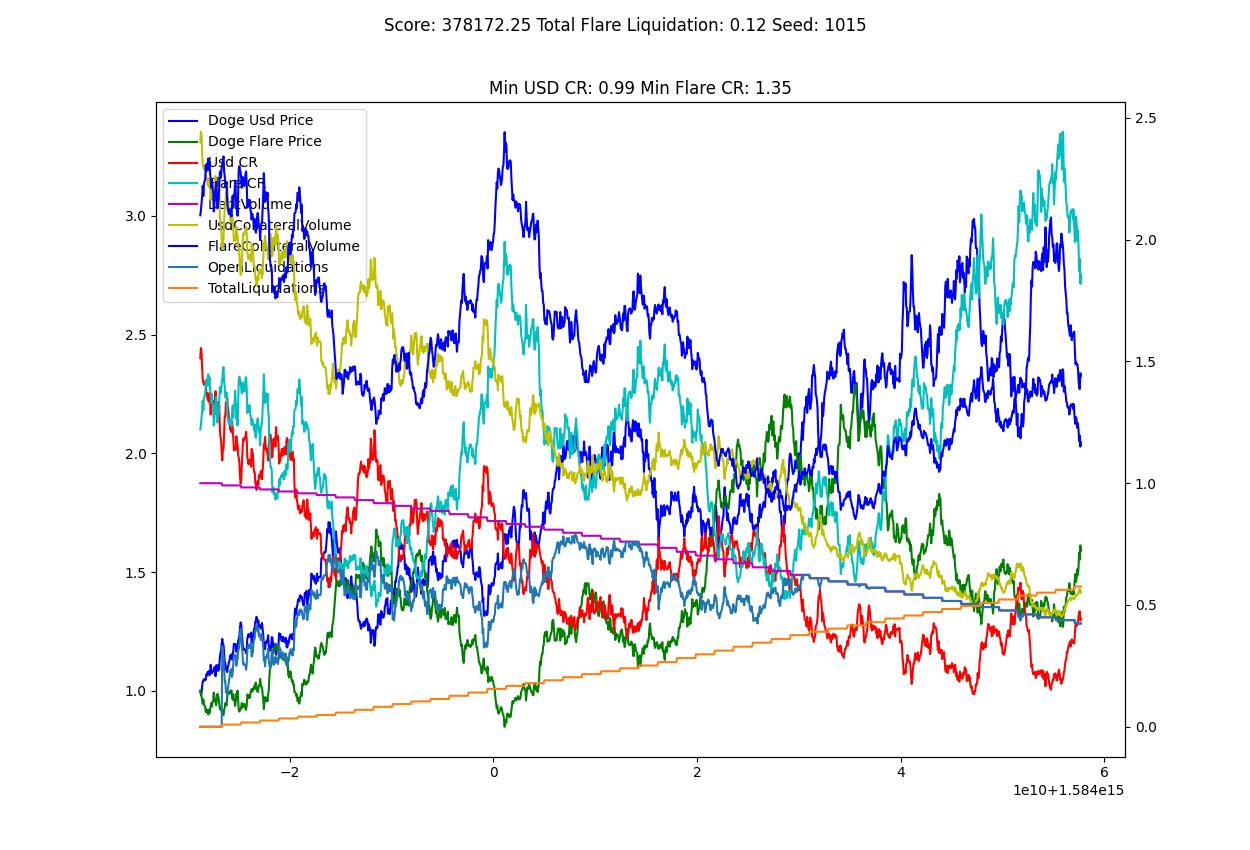 Score: 378172.25 Total Flare Liquidation: 0.12 Seed: 1015
Min USD CR: 0.99 Min Flare CR: 1.35
Doge Usd Price
Doge Flare Price
Usd CR
Flare CR
DebtVolume
UsdCollateralVolume
FlareCollateralVolume
OpenLiquidations
TotalLiquidations
3.0
2.5
2.0
1.5
1.0
2.5
2.0
1.5
1.0
0.5
0.0
−2 0 2 4 6
1e10+1.584e15